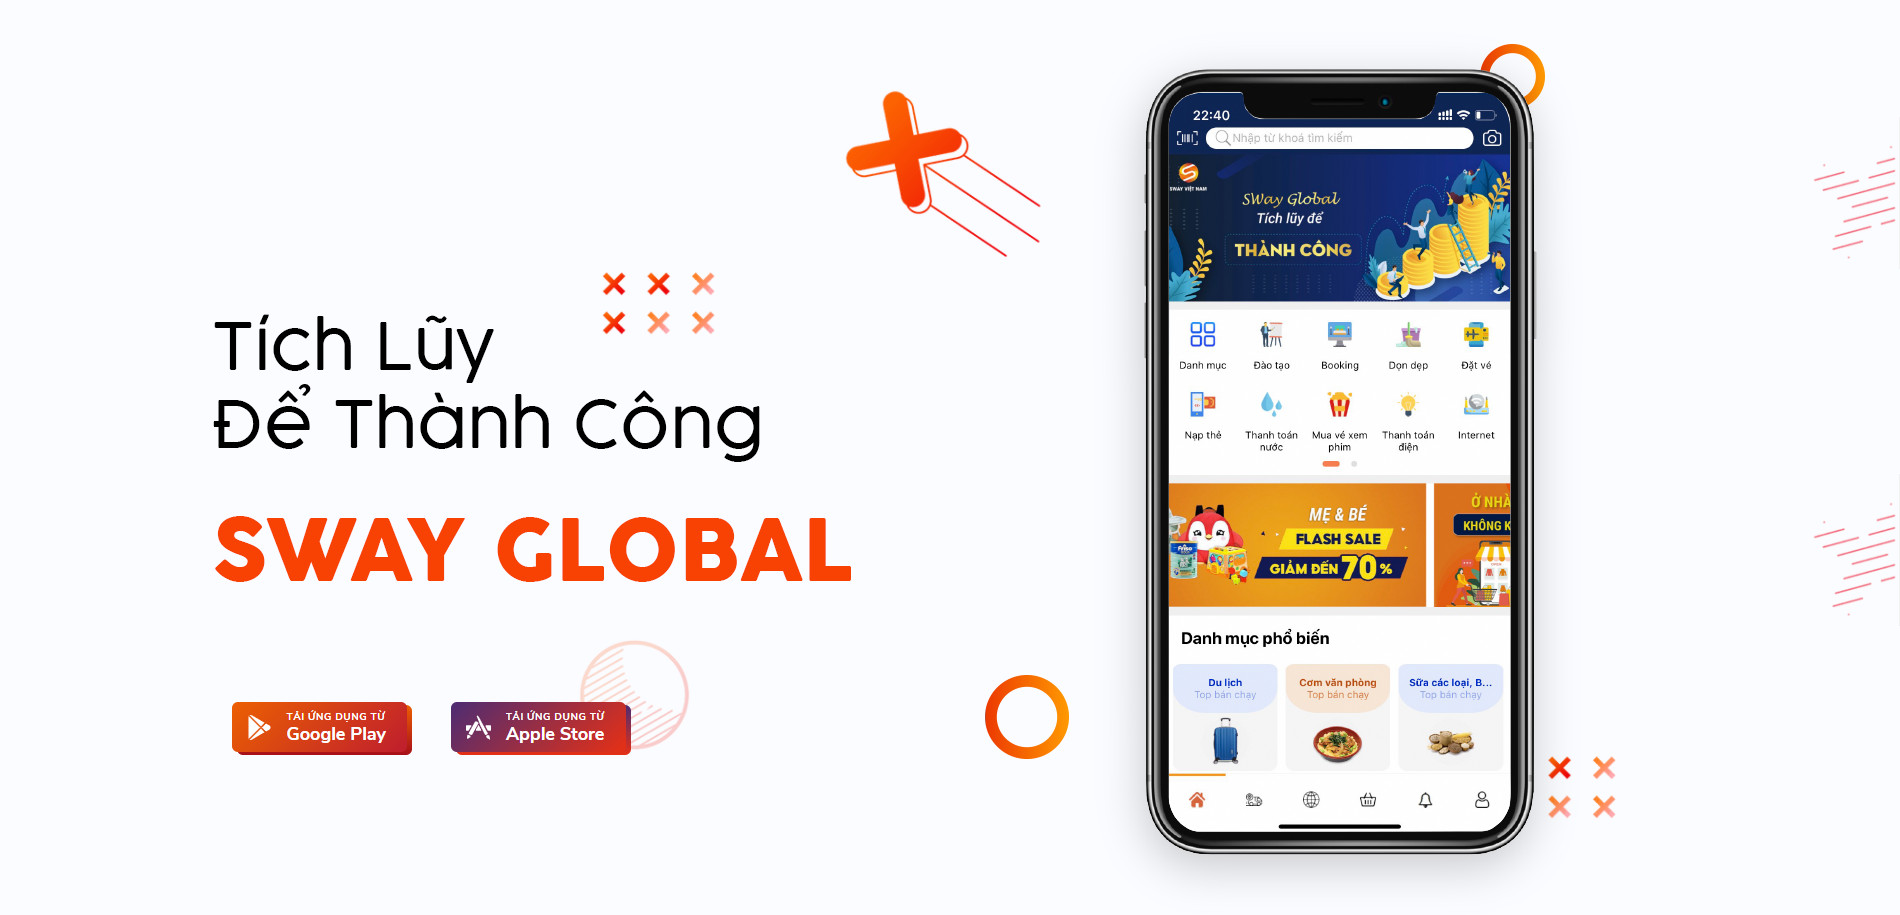 Tích Lũy
Để Thành Công
SWAY GLOBAL
TẢI ỨNG DỤNG TỪ
Google Play
TẢI ỨNG DỤNG TỪ
Apple Store
22:40
Nhập từ khoá tìm kiếm
S
SWAY VIỆT NAM
SWay Global
Tích lũy để
THÀNH CÔNG
Danh mục
Đào tạo
Booking
Dọn dẹp
Đặt vé
Nạp thẻ
Thanh toán
nước
Mua vé xem
phim
Thanh toán
điện
Internet
MẸ & BÉ
FLASH SALE
GIẢM ĐẾN 70 %
Ở NHÀ
KHÔNG K
Danh mục phổ biến
Du lịch
Top bán chạy
Cơm văn phòng
Top bán chạy
Sữa các loại, B...
Top bán chạy